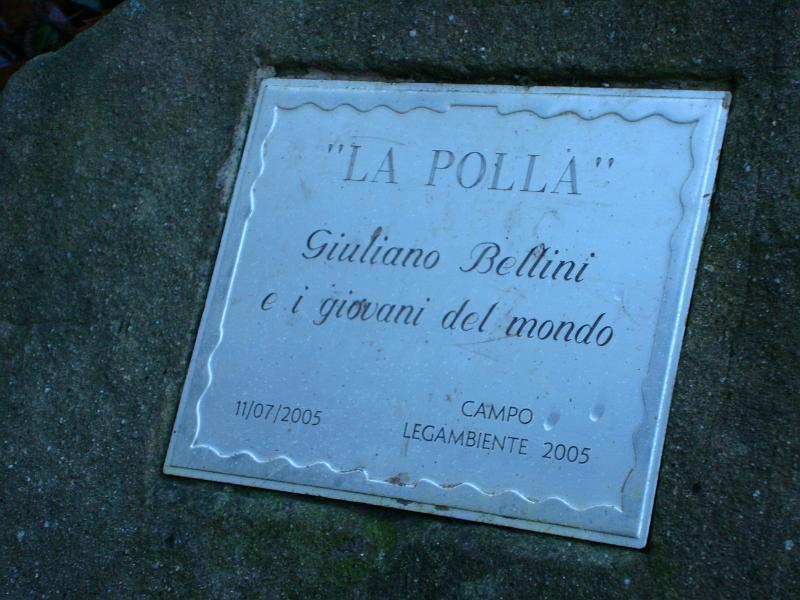 "LA POLLA"
Giuliano Bellini
e i giovani del mondo
11/07/2005
CAMPO
LEGAMBIENTE 2005